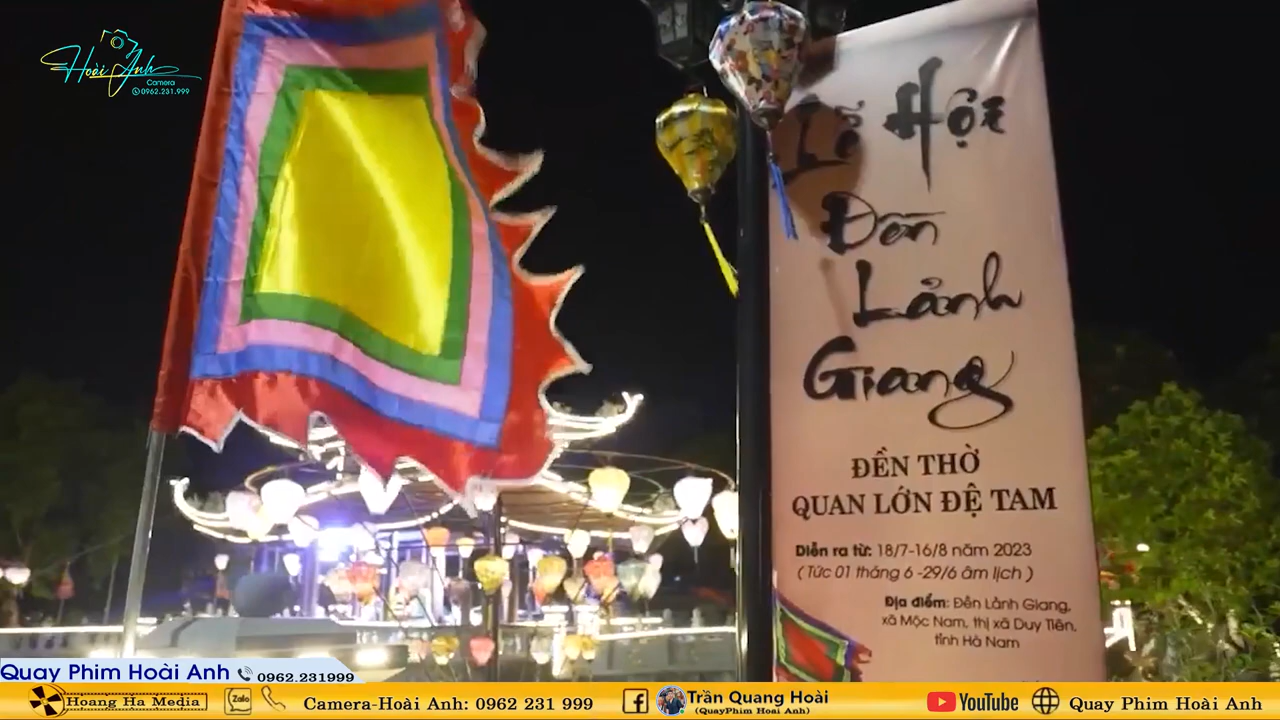 Hoài Anh
Camera
0962.231.999
Lễ Hội
Đền
Lảnh
Giang
ĐỀN THỜ
QUAN LỚN ĐỆ TAM
Diễn ra từ: 18/7-16/8 năm 2023
( Tức 01 tháng 6 -29/6 âm lịch )
Địa điểm: Đền Lảnh Giang,
xã Mộc Nam, thị xã Duy Tiên,
tỉnh Hà Nam
Quay Phim Hoài Anh 0962.231999
Hoang Ha Media Zalo Camera-Hoài Anh: 0962 231 999 Trần Quang Hoài YouTube Quay Phim Hoài Anh
(QuayPhim Hoai Anh)